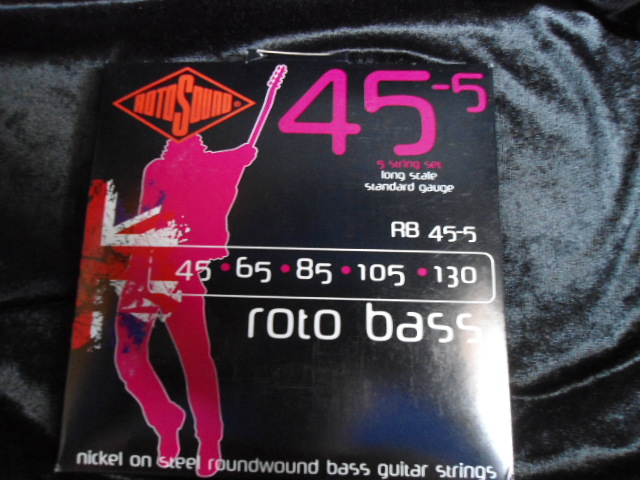 ROTOSOUND
45-5
5 string set
long scale
standard gauge
RB 45-5
45 • 65 • 85 • 105 • 130
roto bass
nickel on steel roundwound bass guitar strings